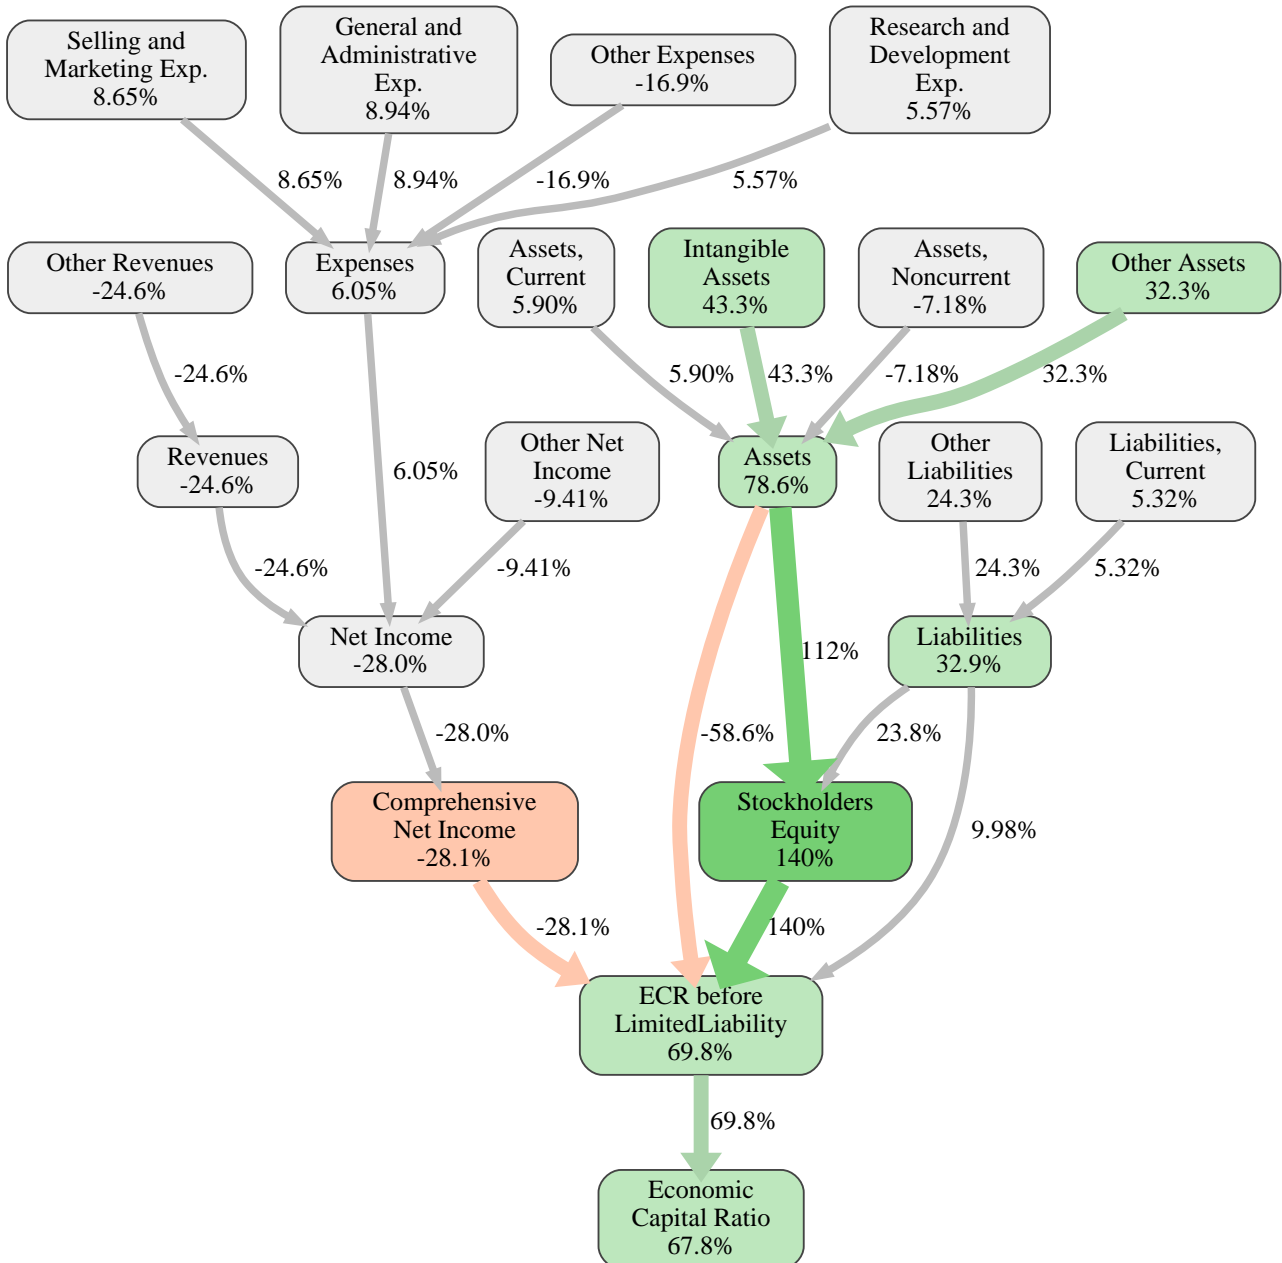 Selling and
Marketing Exp.
8.65%
General and
Administrative
Exp.
8.94%
Other Expenses
-16.9%
Research and
Development
Exp.
5.57%
8.65%
8.94%
-16.9%
5.57%
Other Revenues
-24.6%
Expenses
6.05%
Assets,
Current
5.90%
Intangible
Assets
43.3%
Assets,
Noncurrent
-7.18%
Other Assets
32.3%
-24.6%
5.90%
43.3%
-7.18%
32.3%
Revenues
-24.6%
6.05%
Other Net
Income
-9.41%
Assets
78.6%
Other
Liabilities
24.3%
Liabilities,
Current
5.32%
-24.6%
-9.41%
24.3%
5.32%
Net Income
-28.0%
112%
Liabilities
32.9%
-28.0%
-58.6%
23.8%
Comprehensive
Net Income
-28.1%
Stockholders
Equity
140%
9.98%
-28.1%
140%
ECR before
LimitedLiability
69.8%
69.8%
Economic
Capital Ratio
67.8%